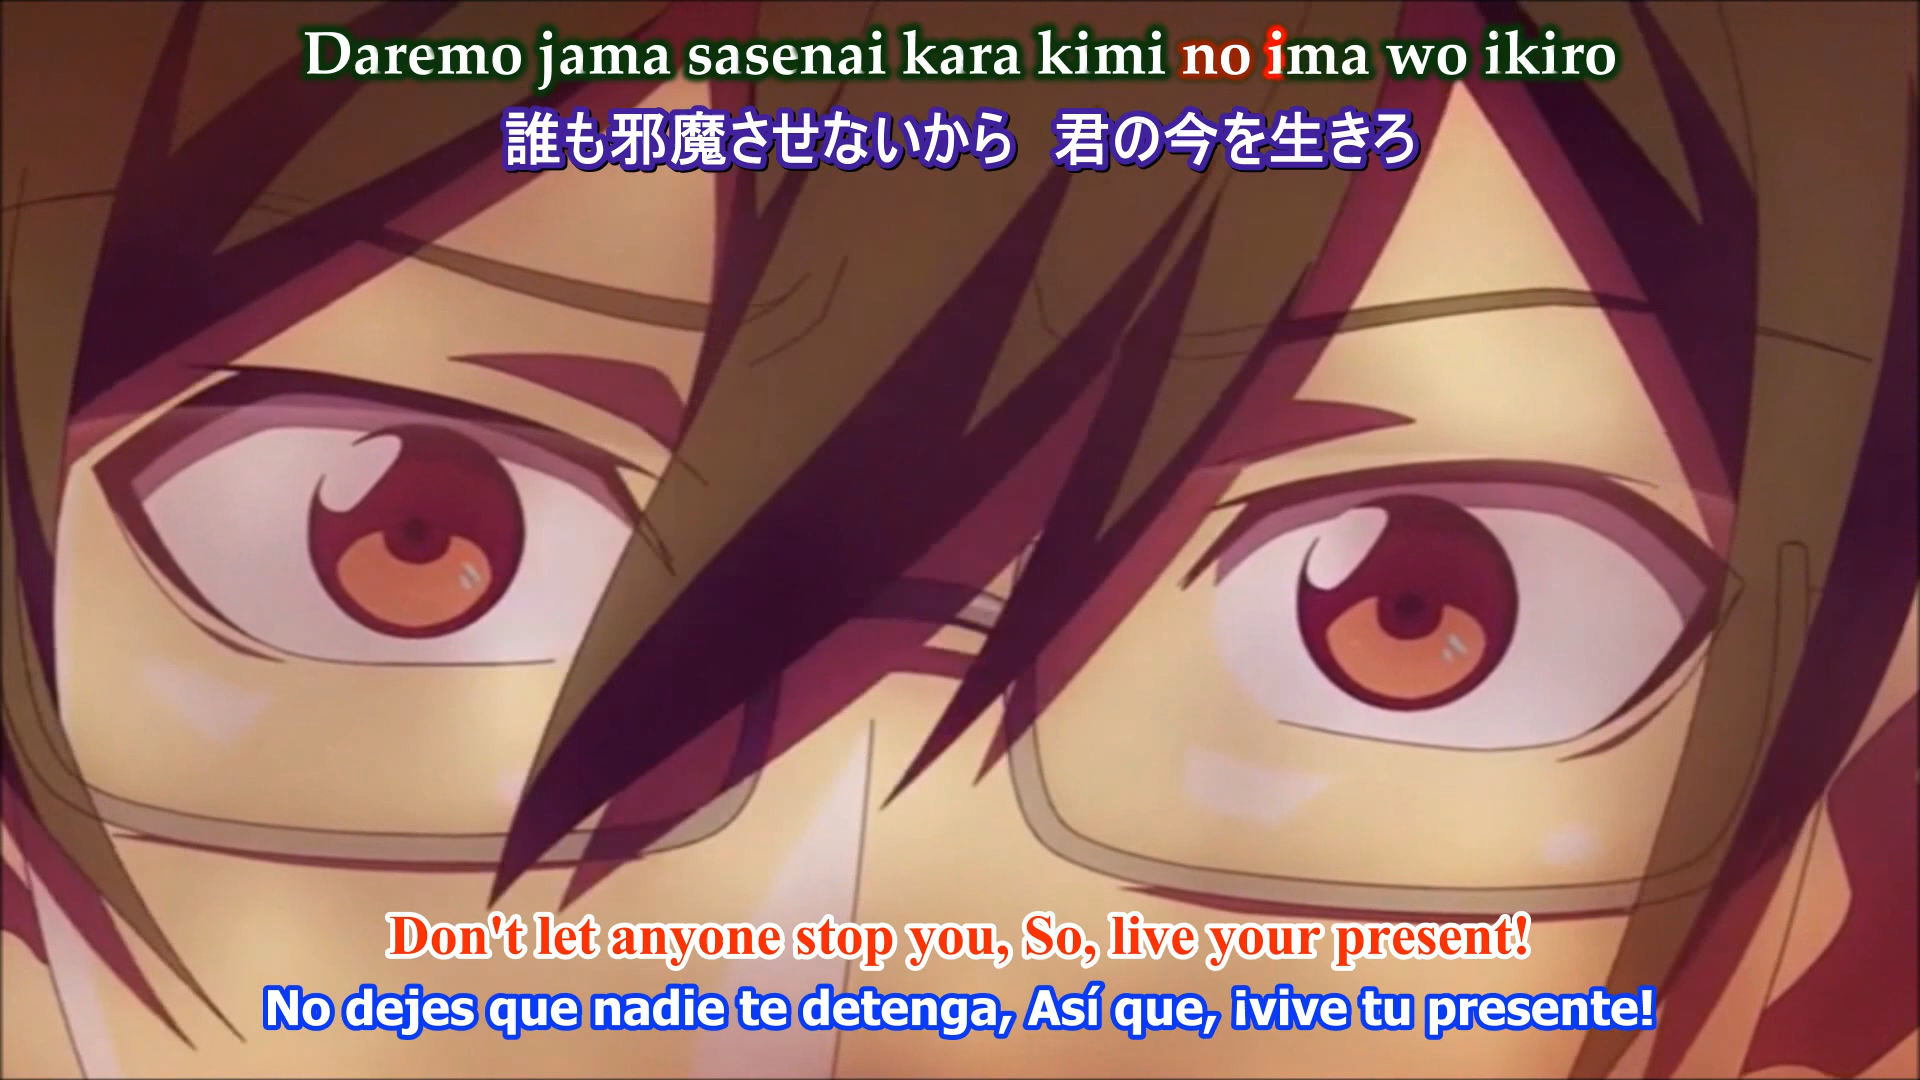 Daremo jama sasenai kara kimi no ima wo ikiro
誰も邪魔させないから　君の今を生きろ
Don't let anyone stop you, So, live your present!
No dejes que nadie te detenga, Así que, ¡vive tu presente!